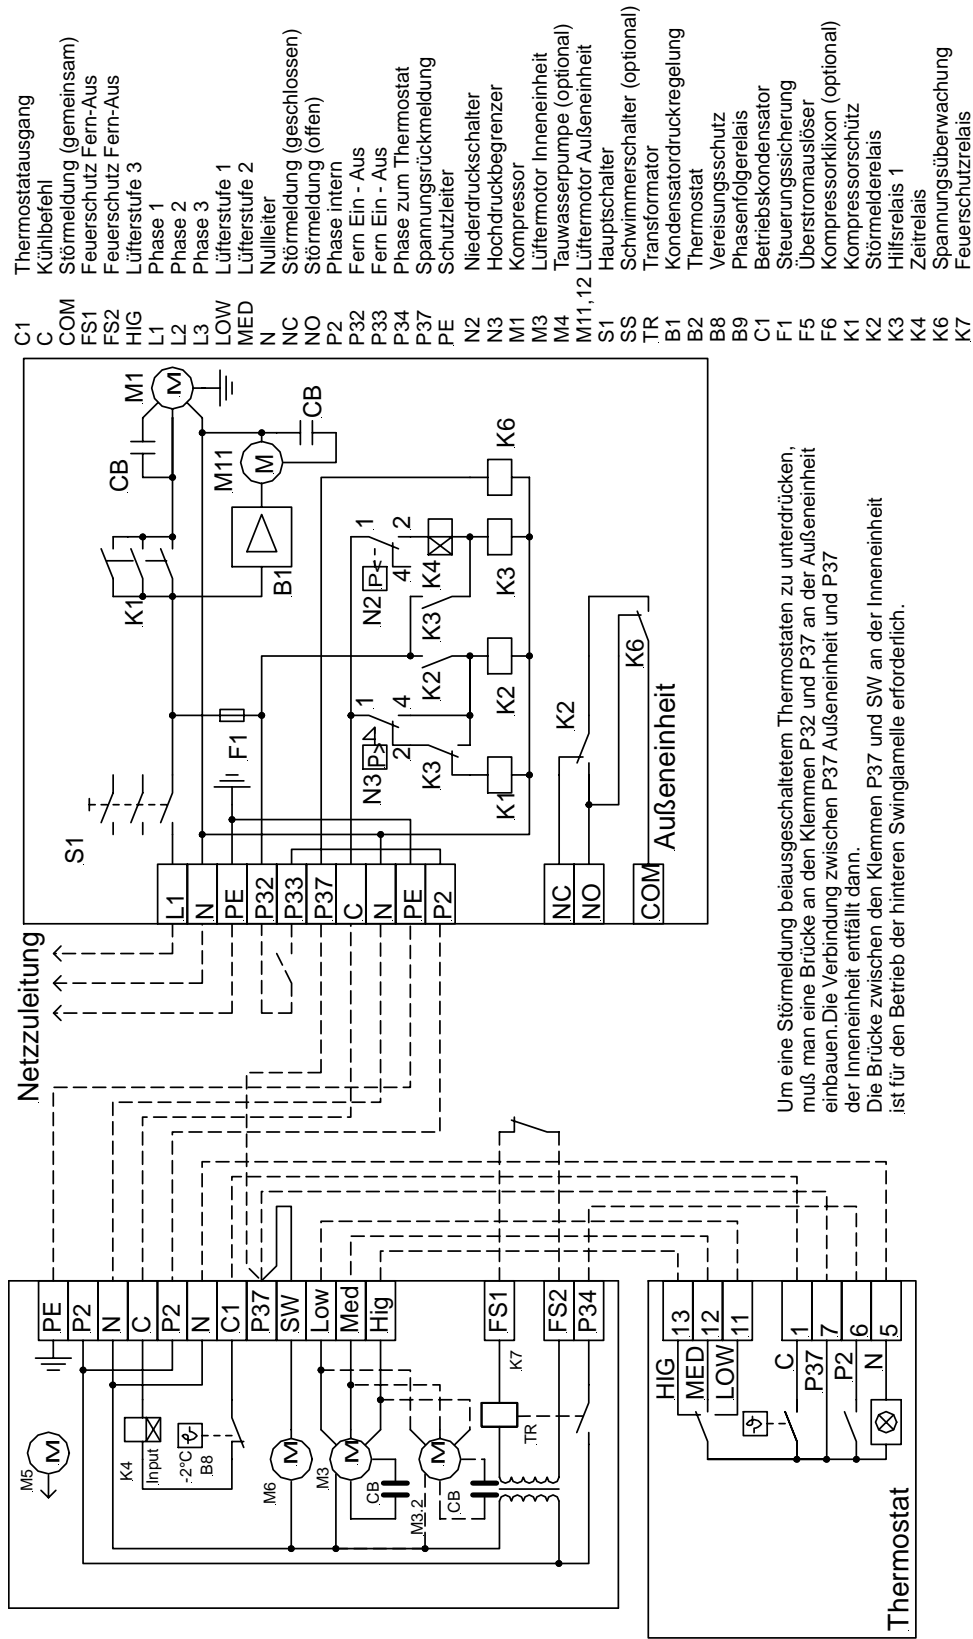 C1 Thermostatausgang
C Kühlbefehl
COM Störmeldung (gemeinsam)
FS1 Feuerschutz Fern-Aus
FS2 Feuerschutz Fern-Aus
HIG Lüfterstufe 3
L1 Phase 1
L2 Phase 2
L3 Phase 3
LOW Lüfterstufe 1
MED Lüfterstufe 2
N Nullleiter
NC Störmeldung (geschlossen)
NO Störmeldung (offen)
P2 Phase intern
P32 Fern Ein - Aus
P33 Fern Ein - Aus
P34 Phase zum Thermostat
P37 Spannungsrückmeldung
PE Schutzleiter
N2 Niederdruckschalter
N3 Hochdruckbegrenzer
M1 Kompressor
M3 Lüftermotor Inneneinheit
M4 Tauwasserpumpe (optional)
M11,12 Lüftermotor Außeneinheit
S1 Hauptschalter
SS Schwimmerschalter (optional)
TR Transformator
B1 Kondensatordruckregelung
B2 Thermostat
B8 Vereisungsschutz
B9 Phasenfolgerelais
C1 Betriebskondensator
F1 Steuerungssicherung
F5 Überstromauslöser
F6 Kompressorklixon (optional)
K1 Kompressorschütz
K2 Störmelderelais
K3 Hilfsrelais 1
K4 Zeitrelais
K6 Spannungsüberwachung
K7 Feuerschutzrelais
Netzzuleitung
S1
K1
CB
M1
M
M11
M
CB
B1
F1
N3
P>
1
2
4
K3
K2
K3
N2
P<
1
2
4
K4
K1
K2
K3
K6
K2
K6
Außeneinheit
L1
N
PE
P32
P33
P37
C
N
PE
P2
NC
NO
COM
PE
P2
N
C
P2
N
C1
P37
SW
Low
Med
Hig
FS1
FS2
P34
M5
M
K4
Input
-2°C
B8
M6
M
M3
M
CB
M3.2
M
CB
TR
K7
HIG 13
MED 12
LOW 11
C 1
P37 7
P2 6
N 5
Thermostat
Um eine Störmeldung beiausgeschaltetem Thermostaten zu unterdrücken,
muß man eine Brücke an den Klemmen P32 und P37 an der Außeneinheit
einbauen.Die Verbindung zwischen P37 Außeneinheit und P37
der Inneneinheit entfällt dann.
Die Brücke zwischen den Klemmen P37 und SW an der Inneneinheit
ist für den Betrieb der hinteren Swinglamelle erforderlich.